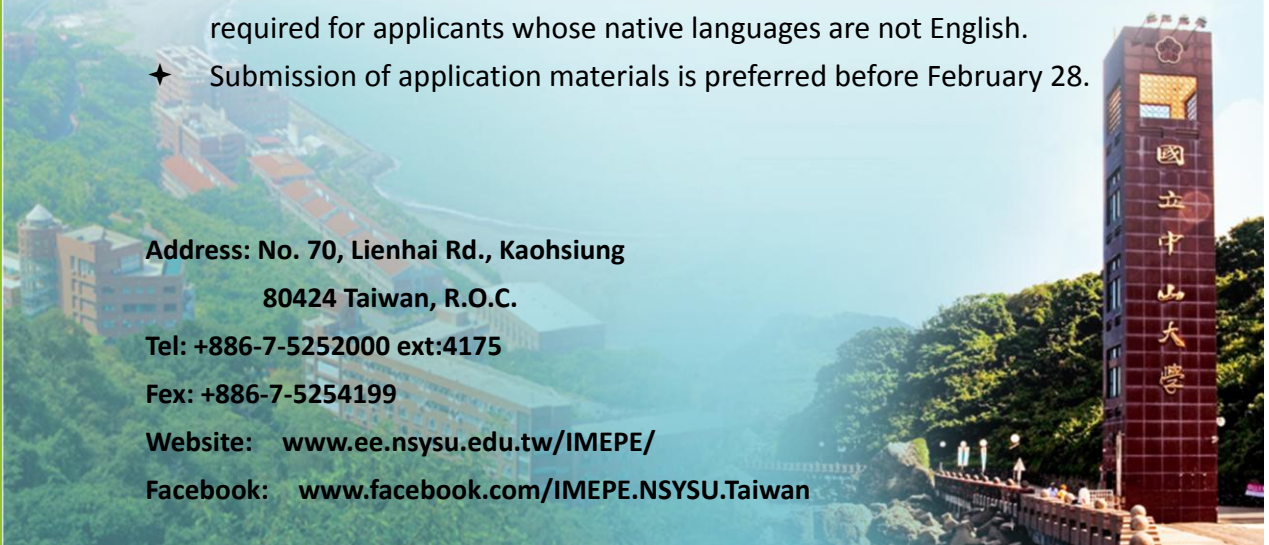 required for applicants whose native languages are not English.
✦ Submission of application materials is preferred before February 28.
Address: No. 70, Lienhai Rd., Kaohsiung
80424 Taiwan, R.O.C.
Tel: +886-7-5252000 ext:4175
Fex: +886-7-5254199
Website: www.ee.nsysu.edu.tw/IMEPE/
Facebook: www.facebook.com/IMEPE.NSYSU.Taiwan
國立中山大學